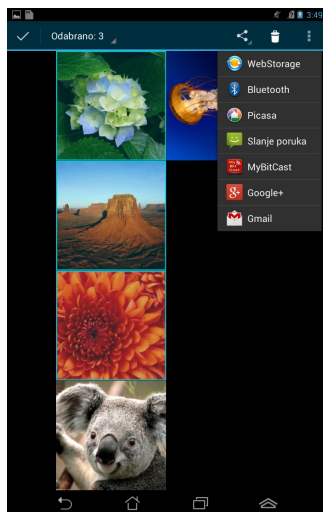 3:49
Odabrano: 3
WebStorage
Bluetooth
Picasa
Slanje poruka
MyBitCast
Google+
Gmail